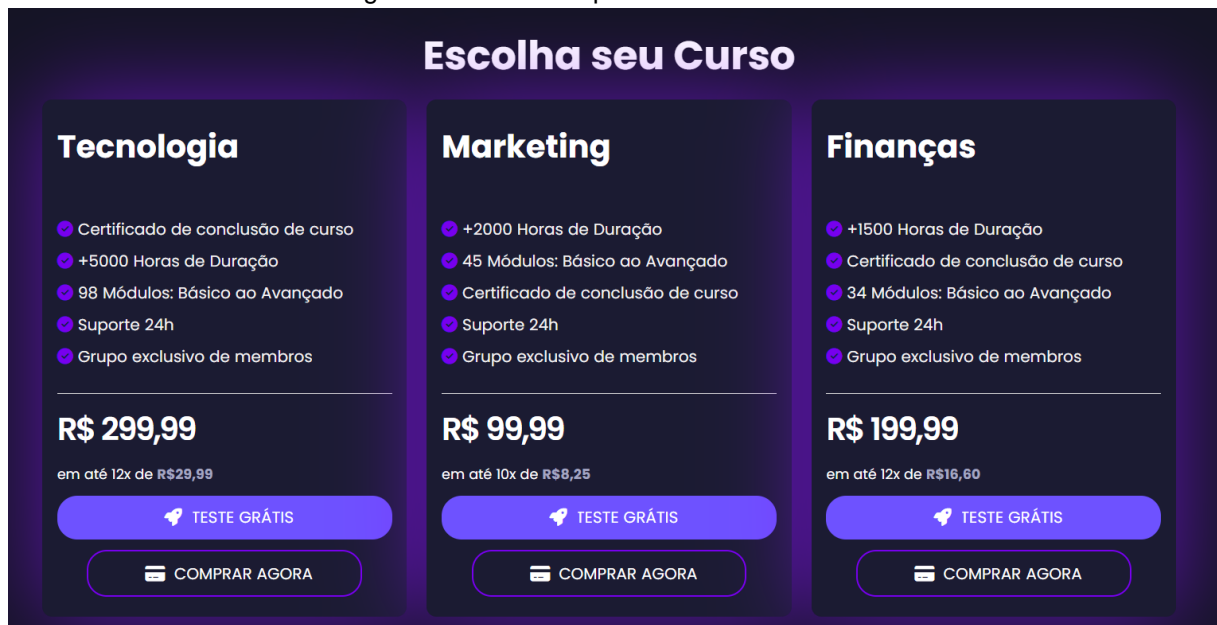 Escolha seu Curso
Tecnologia
Certificado de conclusão de curso
+5000 Horas de Duração
98 Módulos: Básico ao Avançado
Suporte 24h
Grupo exclusivo de membros
R$ 299,99
em até 12x de R$29,99
TESTE GRÁTIS
COMPRAR AGORA
Marketing
+2000 Horas de Duração
45 Módulos: Básico ao Avançado
Certificado de conclusão de curso
Suporte 24h
Grupo exclusivo de membros
R$ 99,99
em até 10x de R$8,25
TESTE GRÁTIS
COMPRAR AGORA
Finanças
+1500 Horas de Duração
Certificado de conclusão de curso
34 Módulos: Básico ao Avançado
Suporte 24h
Grupo exclusivo de membros
R$ 199,99
em até 12x de R$16,60
TESTE GRÁTIS
COMPRAR AGORA